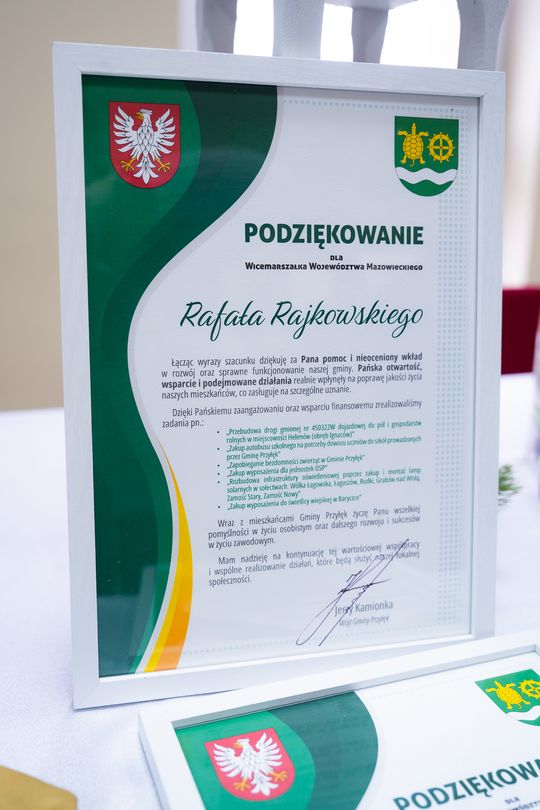 PODZIĘKOWANIE
DLA
Wicemarszałka Województwa Mazowieckiego
Rafała Rajkowskiego
Łącząc wyrazy szacunku dziękuję za Pana pomoc i nieoceniony wkład
w rozwój oraz sprawne funkcjonowanie naszej gminy. Pańska otwartość,
wsparcie i podejmowane działania realnie wpłynęły na poprawę jakości życia
naszych mieszkańców, co zasługuje na szczególne uznanie.
Dzięki Pańskiemu zaangażowaniu oraz wsparciu finansowemu zrealizowaliśmy
zadania pn.:
• „Przebudowa drogi gminnej nr 450322W dojazdowej do pól i gospodarstw
rolnych w miejscowości Helenów (obręb Ignaców)”
• „Zakup autobusu szkolnego na potrzeby dowozu uczniów do szkół prowadzonych
przez Gminę Przyłęk”
• „Zapobieganie bezdomności zwierząt w Gminie Przyłęk”
• „Zakup wyposażenia dla jednostek OSP”
• „Rozbudowa infrastruktury oświetleniowej poprzez zakup i montaż lamp
solarnych w sołectwach: Wólka Łagowska, Łaguszów, Rudki, Grabów nad Wisłą,
Zamość Stary, Zamość Nowy”
• „Zakup wyposażenia do świetlicy wiejskiej w Baryczce”
Wraz z mieszkańcami Gminy Przyłęk życzę Panu wszelkiej
pomyślności w życiu osobistym oraz dalszego rozwoju i sukcesów
w życiu zawodowym.
Mam nadzieję na kontynuację tej wartościowej współpracy
i wspólne realizowanie działań, które będą służyć naszej lokalnej
społeczności.
Jerzy Kamionka
Wójt Gminy Przyłęk
PODZIĘKOWAN
DLA